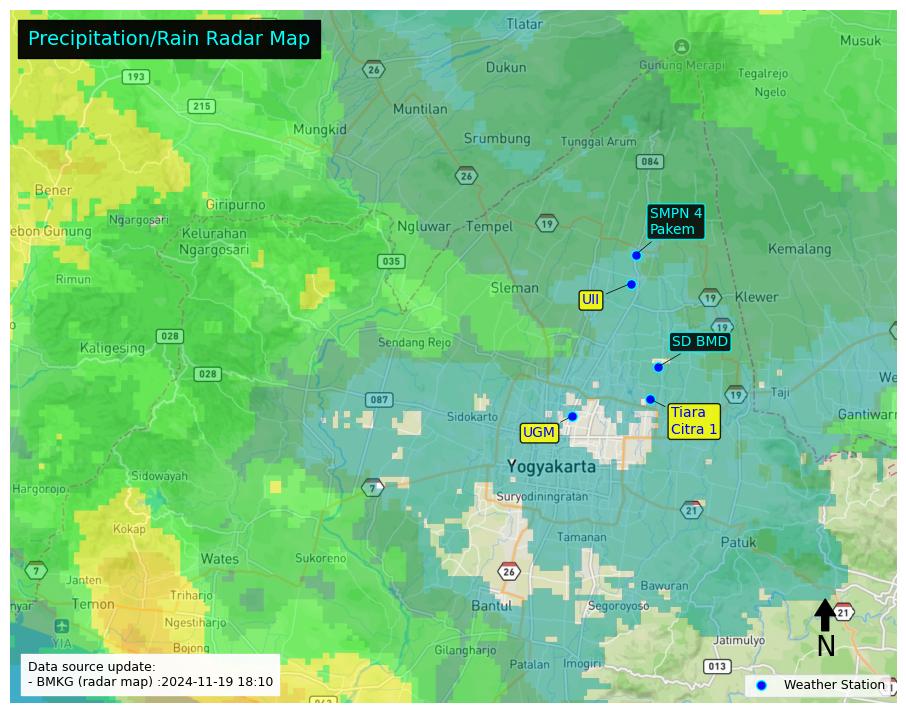 Precipitation/Rain Radar Map
Tlatar
Musuk
26
Dukun
Gunung Merapi
193
Tegalrejo
Ngelo
215
Muntilan
Mungkid
Srumbung
Tunggal Arum
084
26
Bener
Giripurno
Ngargosari
SMPN 4
Pakem
19
Ngluwar
Tempel
ebon Gunung
Kelurahan
Ngargosari
Kemalang
035
Rimun
Sleman
UII
19
Klewer
19
028
Kaligesing
Sendang Rejo
SD BMD
028
We
087
19
Taji
Sidokarto
Tiara
Citra 1
Gantiwarn
UGM
Yogyakarta
Sidowayah
Hargorojo
7
Suryodiningratan
21
Kokap
Tamanan
Patuk
Wates
Sukoreno
7
26
Janten
Bawuran
Triharjo
nyar
Temon
Bantul
Segoroyoso
21
Ngestiharjo
YIA
Jatimulyo
N
Bojong
Gilangharjo
Patalan
Imogiri
013
Data source update:
- BMKG (radar map) :2024-11-19 18:10
Weather Station